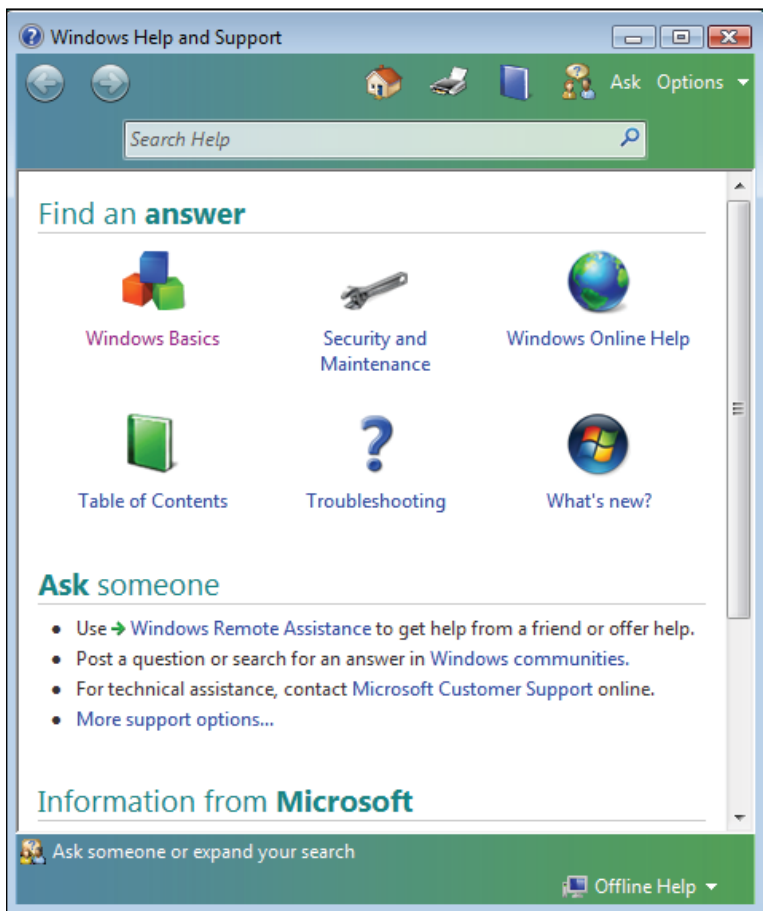 Windows Help and Support
Ask Options
Search Help
Find an answer
Windows Basics
Security and
Maintenance
Windows Online Help
Table of Contents
Troubleshooting
What's new?
Ask someone
• Use → Windows Remote Assistance to get help from a friend or offer help.
• Post a question or search for an answer in Windows communities.
• For technical assistance, contact Microsoft Customer Support online.
• More support options...
Information from Microsoft
Ask someone or expand your search
Offline Help